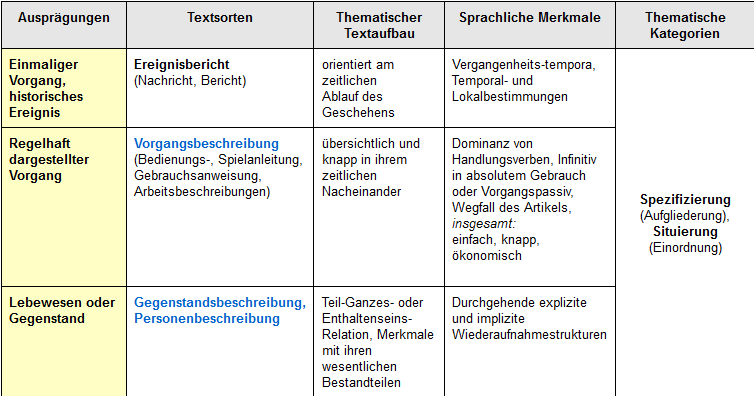 Ausprägungen
Textsorten
Thematischer
Textaufbau
Sprachliche Merkmale
Thematische
Kategorien
Einmaliger
Vorgang,
historisches
Ereignis
Ereignisbericht
(Nachricht, Bericht)
orientiert am
zeitlichen
Ablauf des
Geschehens
Vergangenheits-tempora,
Temporal- und
Lokalbestimmungen
Regelhaft
dargestellter
Vorgang
Vorgangsbeschreibung
(Bedienungs-, Spielanleitung,
Gebrauchsanweisung,
Arbeitsbeschreibungen)
übersichtlich und
knapp in ihrem
zeitlichen
Nacheinander
Dominanz von
Handlungsverben, Infinitiv
in absolutem Gebrauch
oder Vorgangspassiv,
Wegfall des Artikels,
insgesamt:
einfach, knapp,
ökonomisch
Spezifizierung
(Aufgliederung),
Situierung
(Einordnung)
Lebewesen oder
Gegenstand
Gegenstandsbeschreibung,
Personenbeschreibung
Teil-Ganzes- oder
Enthaltenseins-
Relation, Merkmale
mit ihren
wesentlichen
Bestandteilen
Durchgehende explizite
und implizite
Wiederaufnahmestrukturen